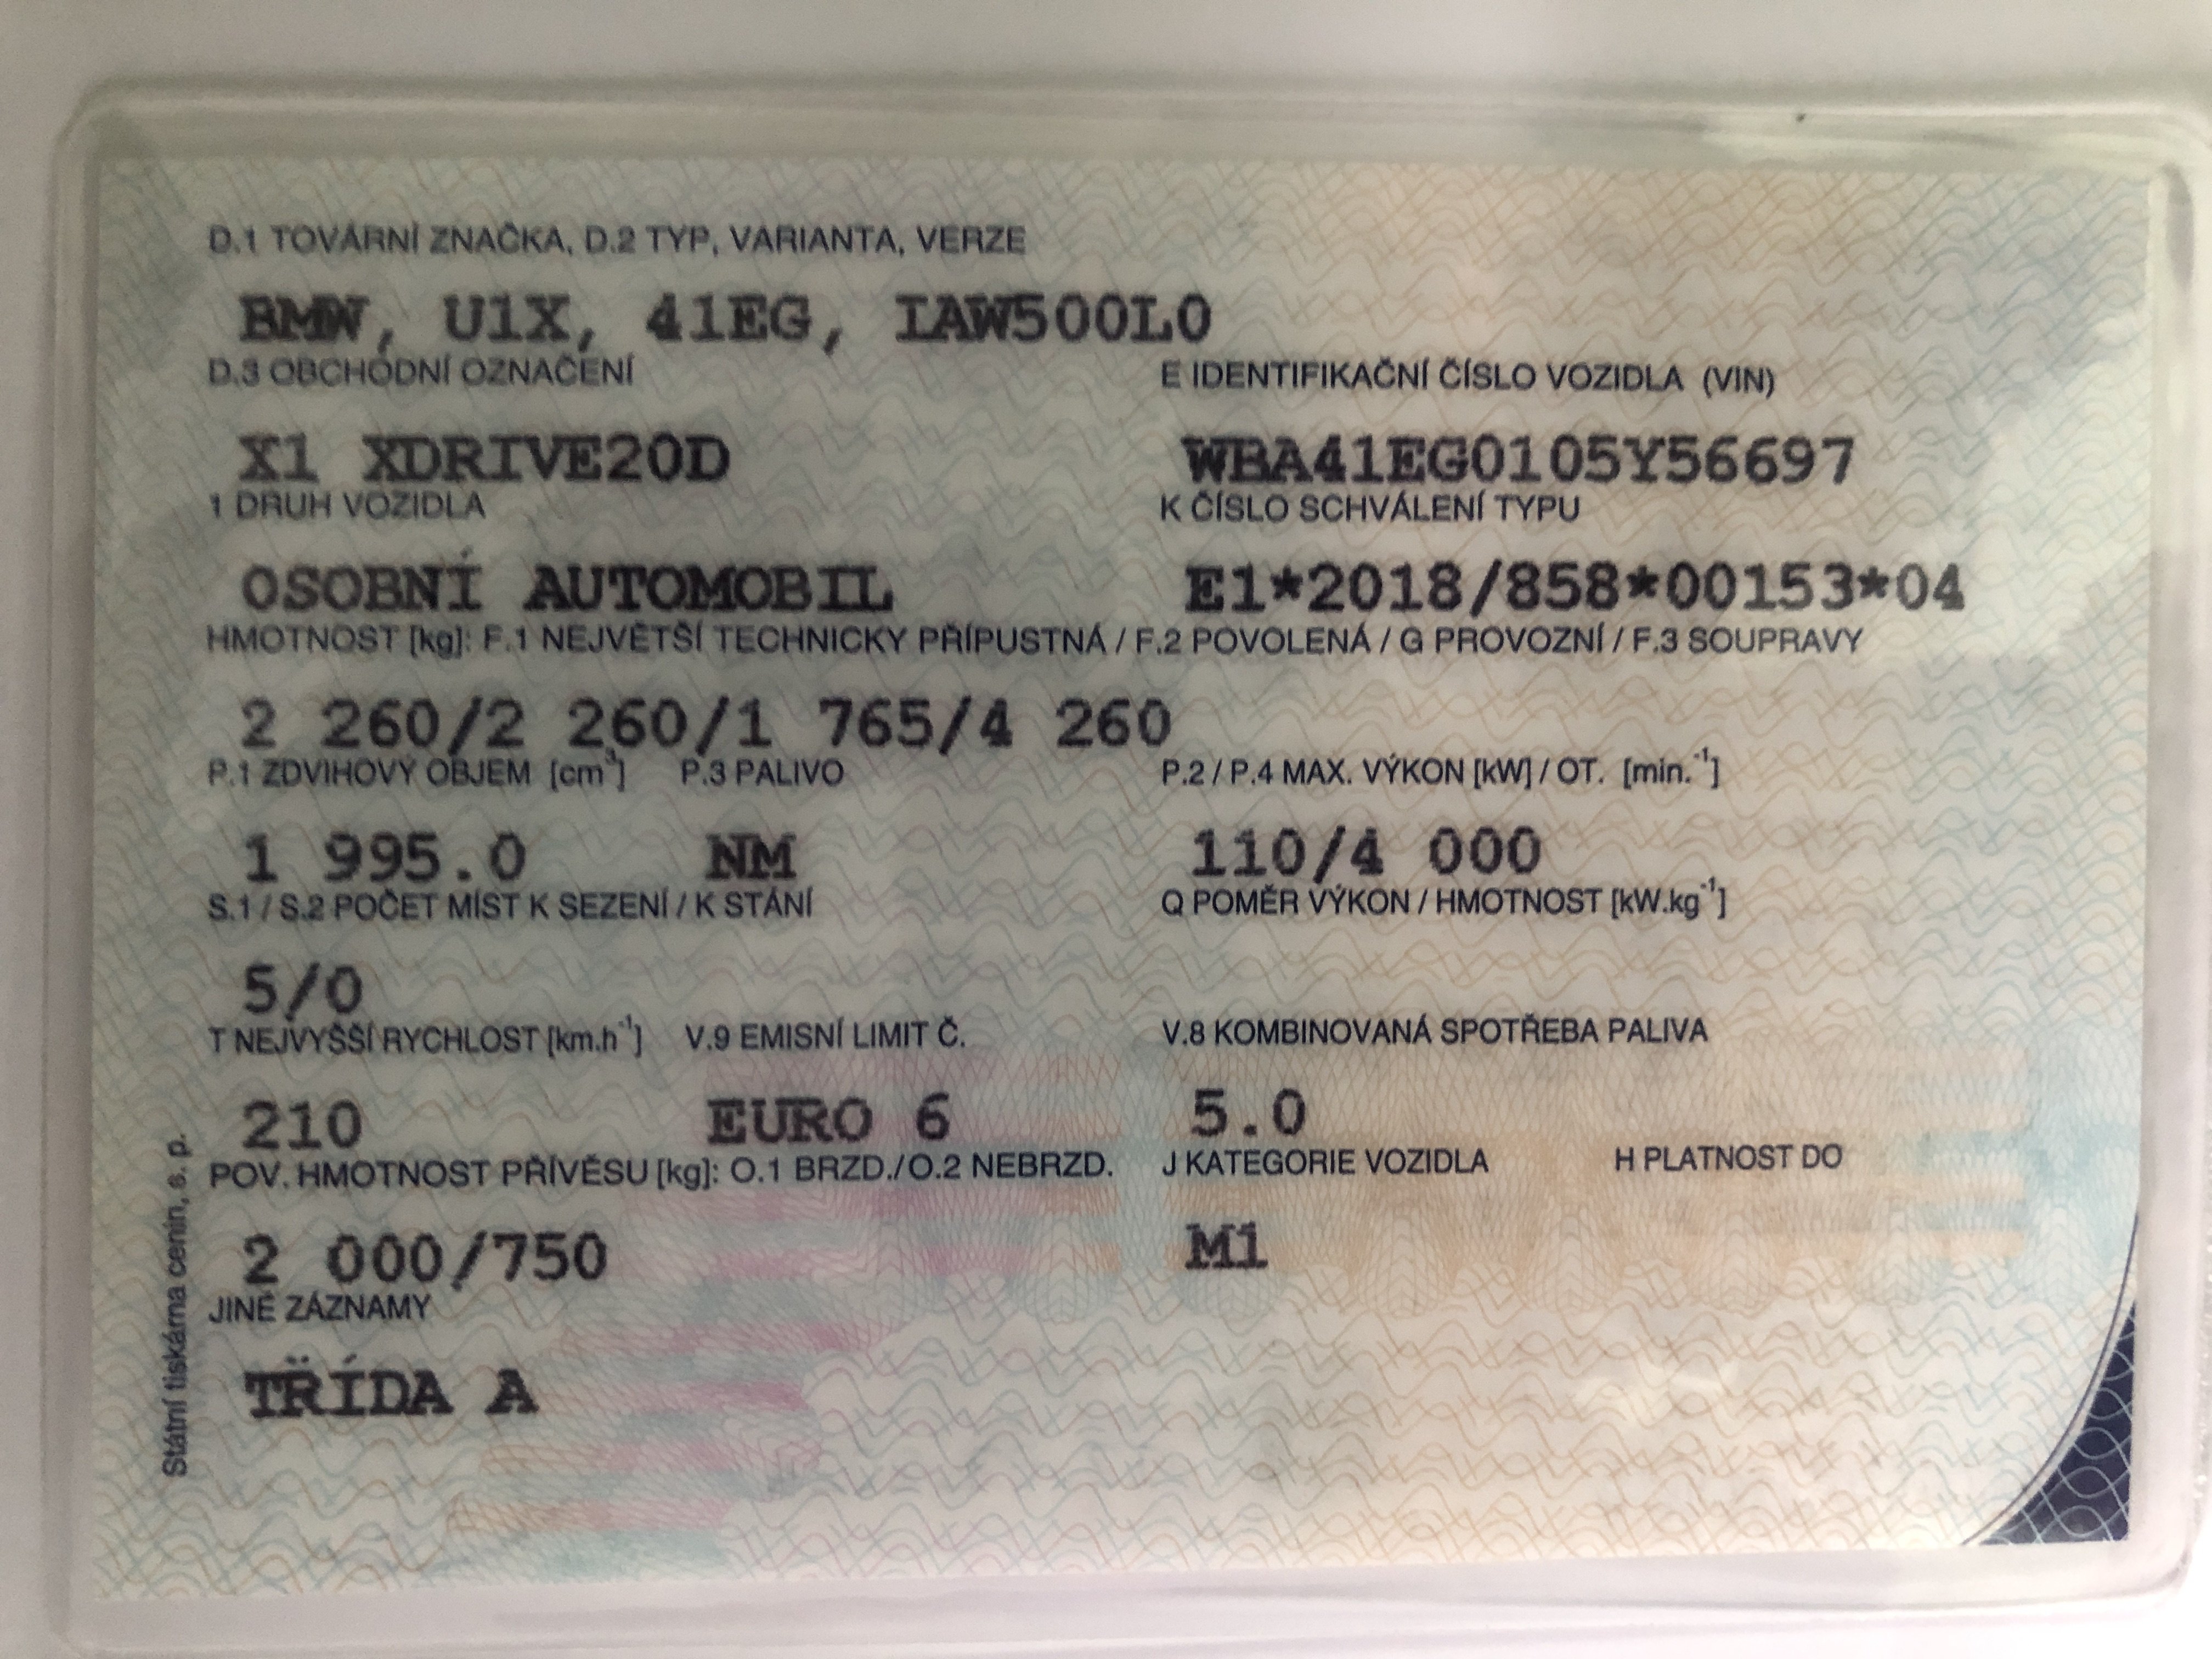 D.1 TOVÁRNÍ ZNAČKA, D.2 TYP, VARIANTA, VERZE
BMW, U1X, 41EG, IAW500L0
D.3 OBCHODNÍ OZNAČENÍ E IDENTIFIKAČNÍ ČÍSLO VOZIDLA (VIN)
X1 XDRIVE20D WBA41EG0105Y56697
1 DRUH VOZIDLA K ČÍSLO SCHVÁLENÍ TYPU
OSOBNÍ AUTOMOBIL E1*2018/858*00153*04
HMOTNOST [kg]: F.1 NEJVĚTŠÍ TECHNICKY PŘÍPUSTNÁ / F.2 POVOLENÁ / G PROVOZNÍ / F.3 SOUPRAVY
2 260/2 260/1 765/4 260
P.1 ZDVIHOVÝ OBJEM [cm³] P.3 PALIVO P.2 / P.4 MAX. VÝKON [kW] / OT. [min.⁻¹]
1 995.0 NM 110/4 000
S.1 / S.2 POČET MÍST K SEZENÍ / K STÁNÍ Q POMĚR VÝKON / HMOTNOST [kW.kg⁻¹]
5/0
T NEJVYŠŠÍ RYCHLOST [km.h⁻¹] V.9 EMISNÍ LIMIT Č. V.8 KOMBINOVANÁ SPOTŘEBA PALIVA
210 EURO 6 5.0
POV. HMOTNOST PŘÍVĚSU [kg]: O.1 BRZD./O.2 NEBRZD. J KATEGORIE VOZIDLA H PLATNOST DO
2 000/750 M1
JINÉ ZÁZNAMY
TŘÍDA A
Státní tiskárna cenin, s. p.